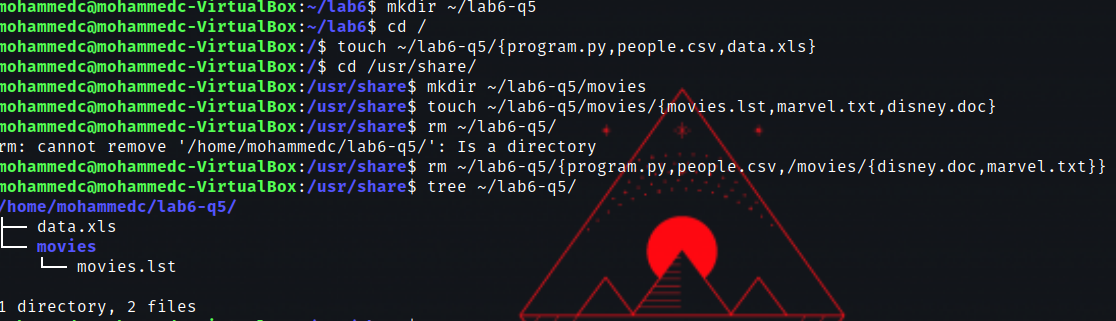 mohammedc@mohammedc-VirtualBox:~/lab6$ mkdir ~/lab6-q5
mohammedc@mohammedc-VirtualBox:~/lab6$ cd /
mohammedc@mohammedc-VirtualBox:/$ touch ~/lab6-q5/{program.py,people.csv,data.xls}
mohammedc@mohammedc-VirtualBox:/$ cd /usr/share/
mohammedc@mohammedc-VirtualBox:/usr/share$ mkdir ~/lab6-q5/movies
mohammedc@mohammedc-VirtualBox:/usr/share$ touch ~/lab6-q5/movies/{movies.lst,marvel.txt,disney.doc}
mohammedc@mohammedc-VirtualBox:/usr/share$ rm ~/lab6-q5/
rm: cannot remove '/home/mohammedc/lab6-q5/': Is a directory
mohammedc@mohammedc-VirtualBox:/usr/share$ rm ~/lab6-q5/{program.py,people.csv,/movies/{disney.doc,marvel.txt}}
mohammedc@mohammedc-VirtualBox:/usr/share$ tree ~/lab6-q5/
/home/mohammedc/lab6-q5/
├── data.xls
└── movies
    └── movies.lst
1 directory, 2 files